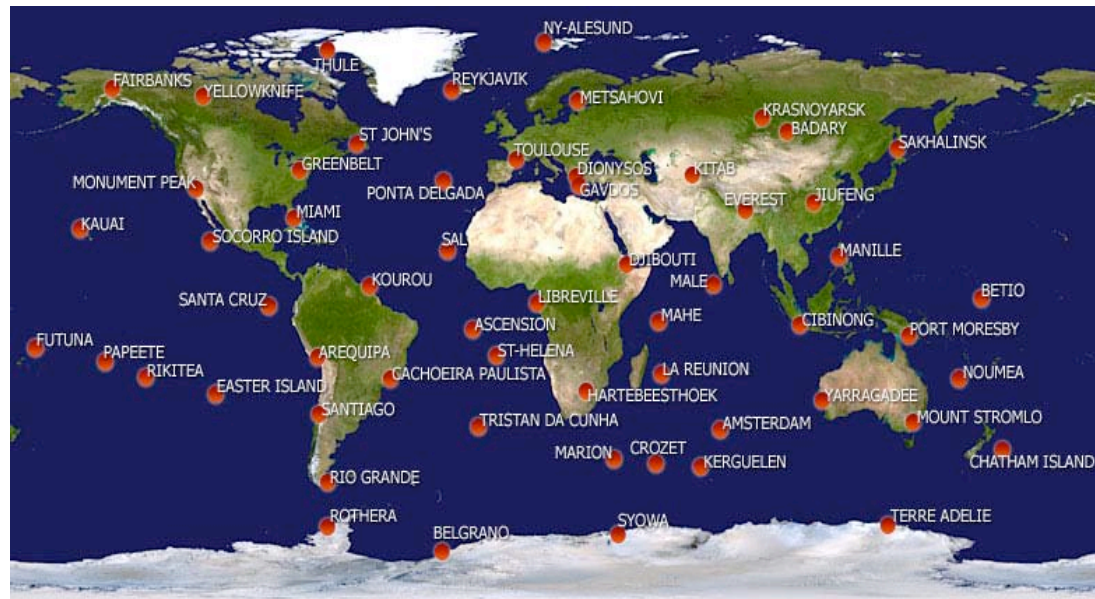 NY-ALESUND
THULE
FAIRBANKS
YELLOWKNIFE
REYKJAVIK
METSAHOVI
KRASNOYARSK
BADARY
ST JOHN'S
SAKHALINSK
TOULOUSE
GREENBELT
DIONYSOS
KITAB
MONUMENT PEAK
PONTA DELGADA
GAVDOS
EVEREST
JIUFENG
MIAMI
KAUAI
SOCORRO ISLAND
SAL
MANILLE
DJIBOUTI
KOUROU
MALE
BETIO
SANTA CRUZ
LIBREVILLE
MAHE
ASCENSION
CIBINONG
PORT MORESBY
FUTUNA
PAPEETE
AREQUIPA
ST-HELENA
RIKITEA
CACHOEIRA PAULISTA
LA REUNION
NOUMEA
EASTER ISLAND
HARTEBEESTHOEK
YARRAGADEE
SANTIAGO
TRISTAN DA CUNHA
AMSTERDAM
MOUNT STROMLO
MARION
CROZET
KERGUELEN
CHATHAM ISLAND
RIO GRANDE
ROTHERA
BELGRANO
SYOWA
TERRE ADELIE